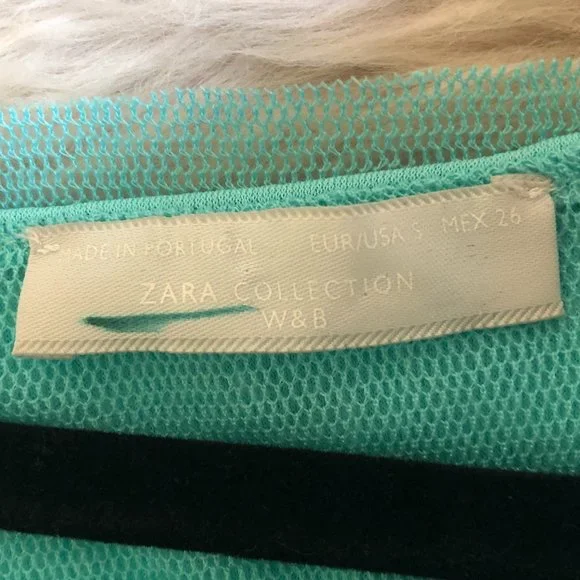 MADE IN PORTUGAL EUR/USA S MEX 26
ZARA COLLECTION
W&B